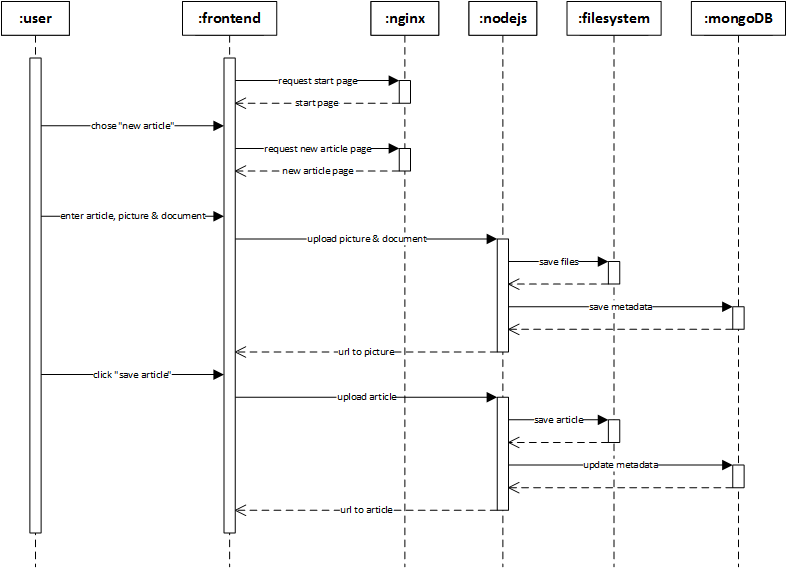 :user
:frontend
:nginx
:nodejs
:filesystem
:mongoDB
request start page
start page
chose "new article"
request new article page
new article page
enter article, picture & document
upload picture & document
save files
save metadata
url to picture
click "save article"
upload article
save article
update metadata
url to article